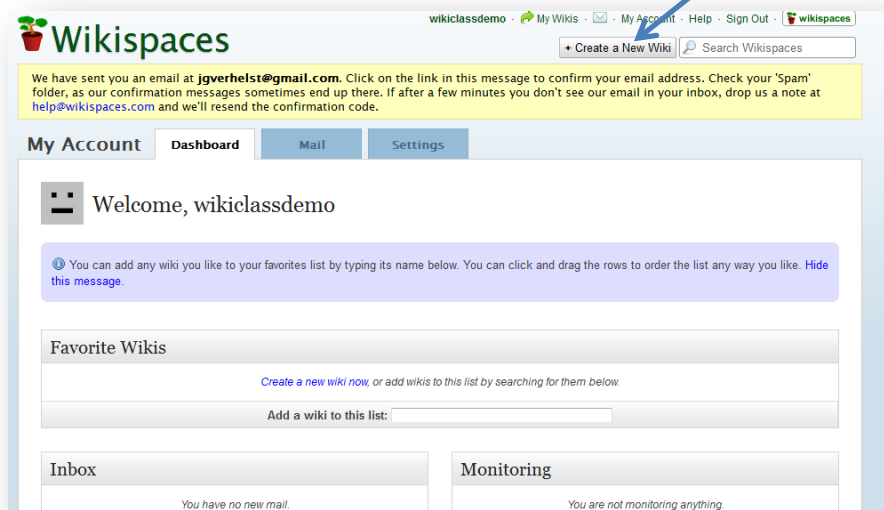 wikiclassdemo · My Wikis · · My Account · Help · Sign Out · wikispaces
Wikispaces
+ Create a New Wiki Search Wikispaces
We have sent you an email at jgverhelst@gmail.com. Click on the link in this message to confirm your email address. Check your 'Spam'
folder, as our confirmation messages sometimes end up there. If after a few minutes you don't see our email in your inbox, drop us a note at
help@wikispaces.com and we'll resend the confirmation code.
My Account Dashboard Mail Settings
Welcome, wikiclassdemo
You can add any wiki you like to your favorites list by typing its name below. You can click and drag the rows to order the list any way you like. Hide
this message.
Favorite Wikis
Create a new wiki now, or add wikis to this list by searching for them below.
Add a wiki to this list:
Inbox Monitoring
You have no new mail. You are not monitoring anything.